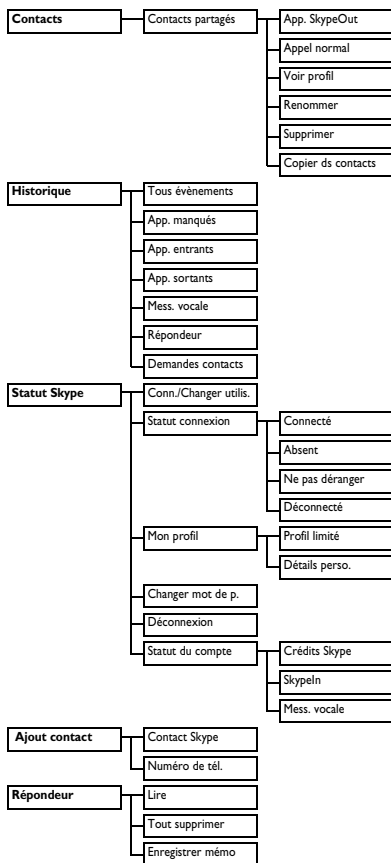 Contacts
Contacts partagés
App. SkypeOut
Appel normal
Voir profil
Renommer
Supprimer
Copier ds contacts
Historique
Tous évènements
App. manqués
App. entrants
App. sortants
Mess. vocale
Répondeur
Demandes contacts
Statut Skype
Conn./Changer utilis.
Statut connexion
Connecté
Absent
Ne pas déranger
Déconnecté
Mon profil
Profil limité
Détails perso.
Changer mot de p.
Déconnexion
Statut du compte
Crédits Skype
SkypeIn
Mess. vocale
Ajout contact
Contact Skype
Numéro de tél.
Répondeur
Lire
Tout supprimer
Enregistrer mémo